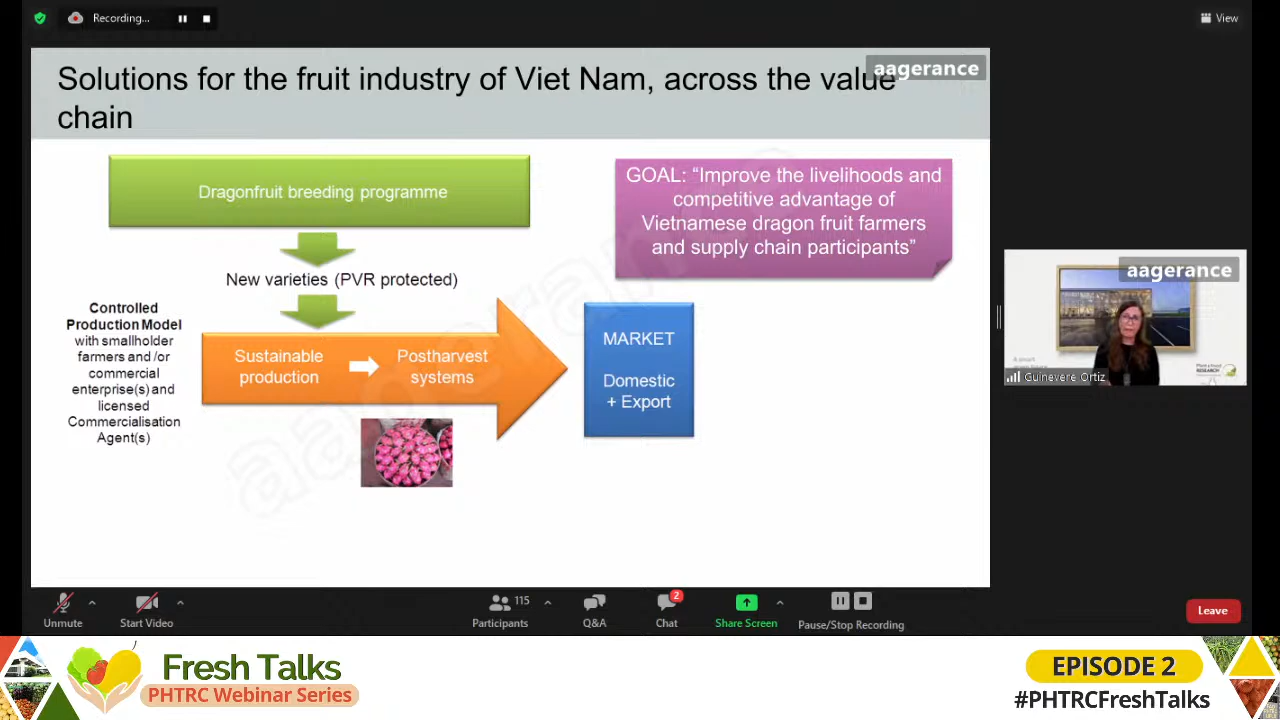 Recording...
View
Solutions for the fruit industry of Viet Nam, across the value
chain
aagerance
Dragonfruit breeding programme
GOAL: “Improve the livelihoods and
competitive advantage of
Vietnamese dragon fruit farmers
and supply chain participants”
New varieties (PVR protected)
Controlled
Production Model
with smallholder
farmers and /or
commercial
enterprise(s) and
licensed
Commercialisation
Agent(s)
Sustainable
production
Postharvest
systems
MARKET
Domestic
+ Export
aagerance
aagerance
Guinevere Ortiz
RESEARCH
Unmute
Start Video
115
Participants
Q&A
2
Chat
Share Screen
Pause/Stop Recording
Leave
Fresh Talks
PHTRC Webinar Series
EPISODE 2
#PHTRCFreshTalks